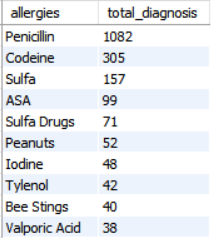 allergies total_diagnosis
Penicillin 1082
Codeine 305
Sulfa 157
ASA 99
Sulfa Drugs 71
Peanuts 52
Iodine 48
Tylenol 42
Bee Stings 40
Valporic Acid 38